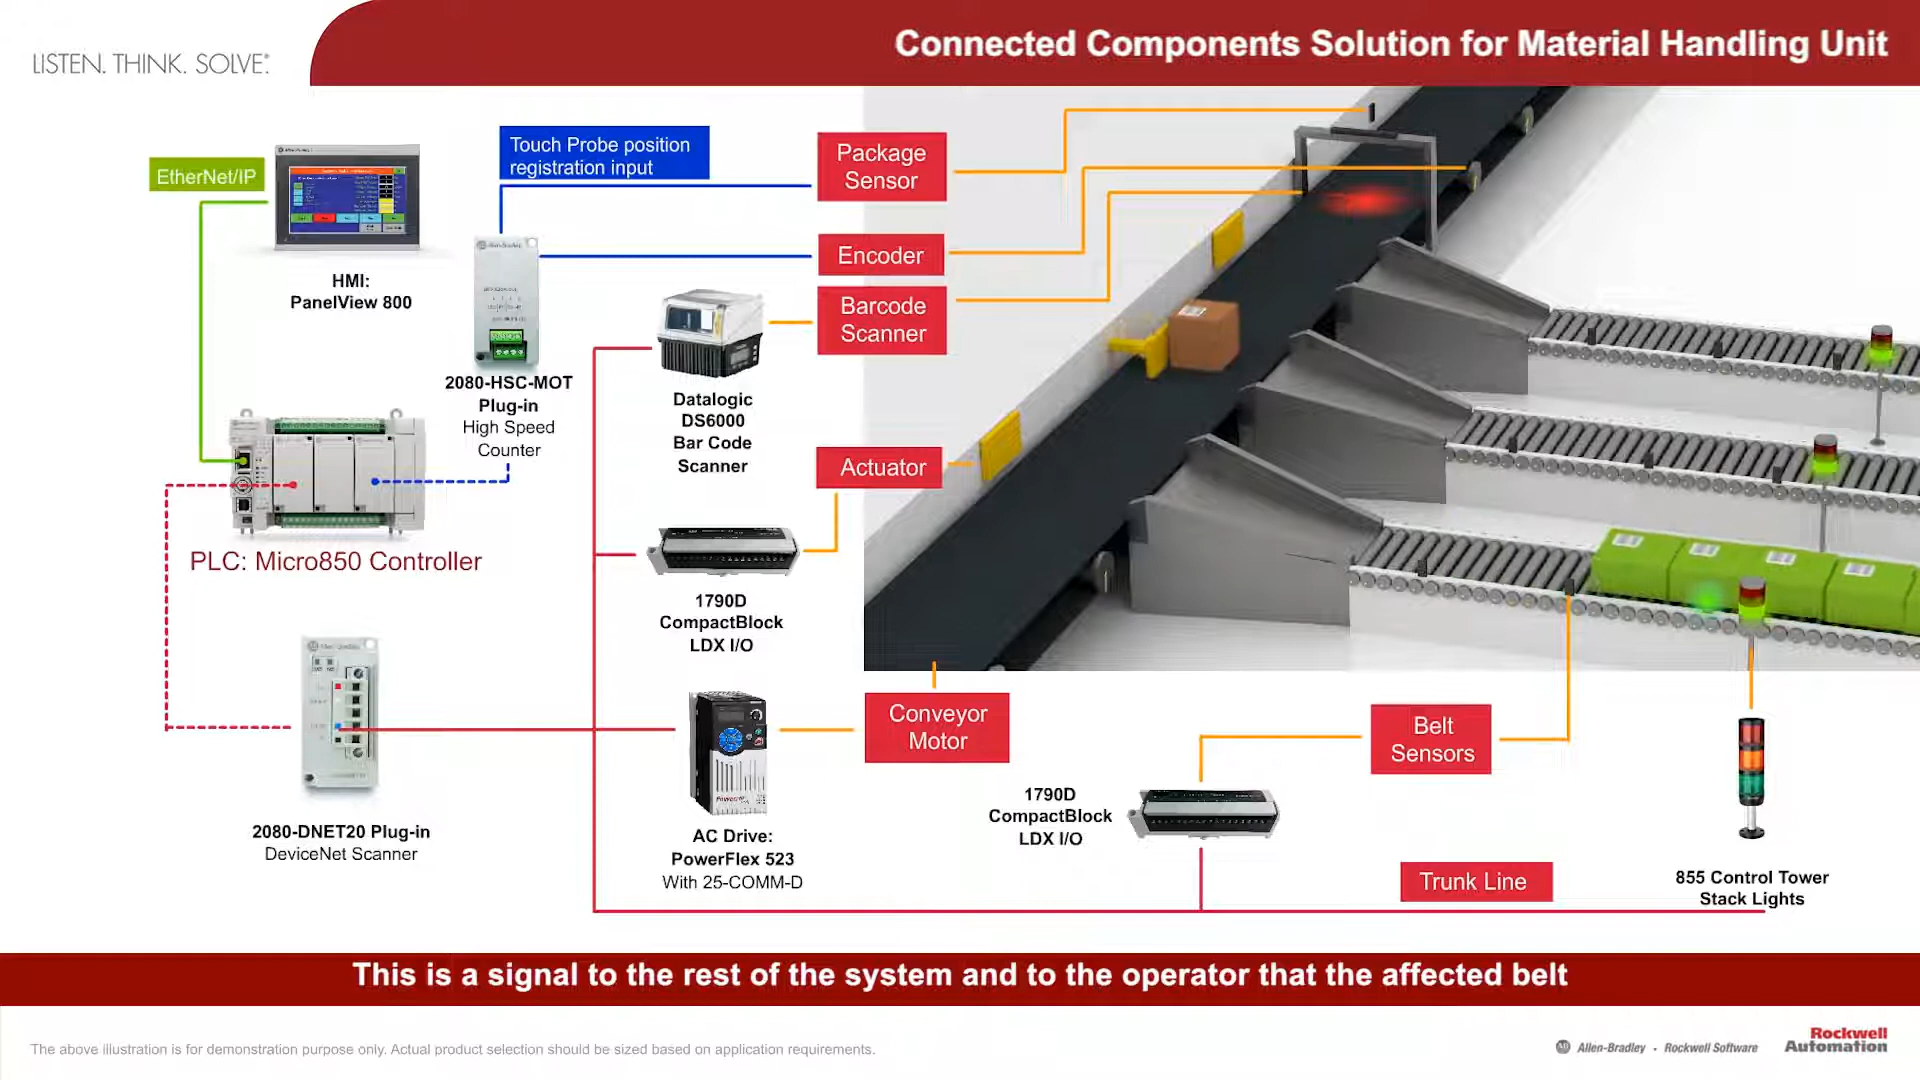 LISTEN. THINK. SOLVE.®
Connected Components Solution for Material Handling Unit
EtherNet/IP
HMI:
PanelView 800
Touch Probe position
registration input
2080-HSC-MOT
Plug-in
High Speed
Counter
PLC: Micro850 Controller
2080-DNET20 Plug-in
DeviceNet Scanner
Package
Sensor
Encoder
Barcode
Scanner
Datalogic
DS6000
Bar Code
Scanner
Actuator
1790D
CompactBlock
LDX I/O
Conveyor
Motor
AC Drive:
PowerFlex 523
With 25-COMM-D
1790D
CompactBlock
LDX I/O
Belt
Sensors
Trunk Line
855 Control Tower
Stack Lights
This is a signal to the rest of the system and to the operator that the affected belt
The above illustration is for demonstration purpose only. Actual product selection should be sized based on application requirements.
Allen-Bradley • Rockwell Software
Rockwell
Automation